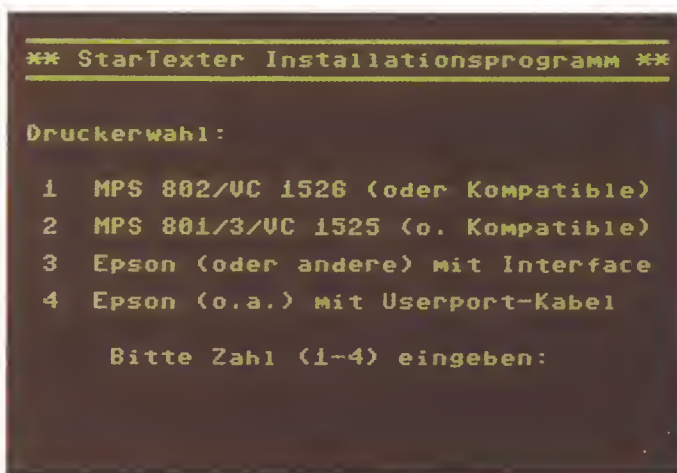 ** StarTexter Installationsprogramm **
Druckerwahl:
1 MPS 802/VC 1526 (oder Kompatible)
2 MPS 801/3/VC 1525 (o. Kompatible)
3 Epson (oder andere) mit Interface
4 Epson (o.a.) mit Userport-Kabel
Bitte Zahl (1-4) eingeben: